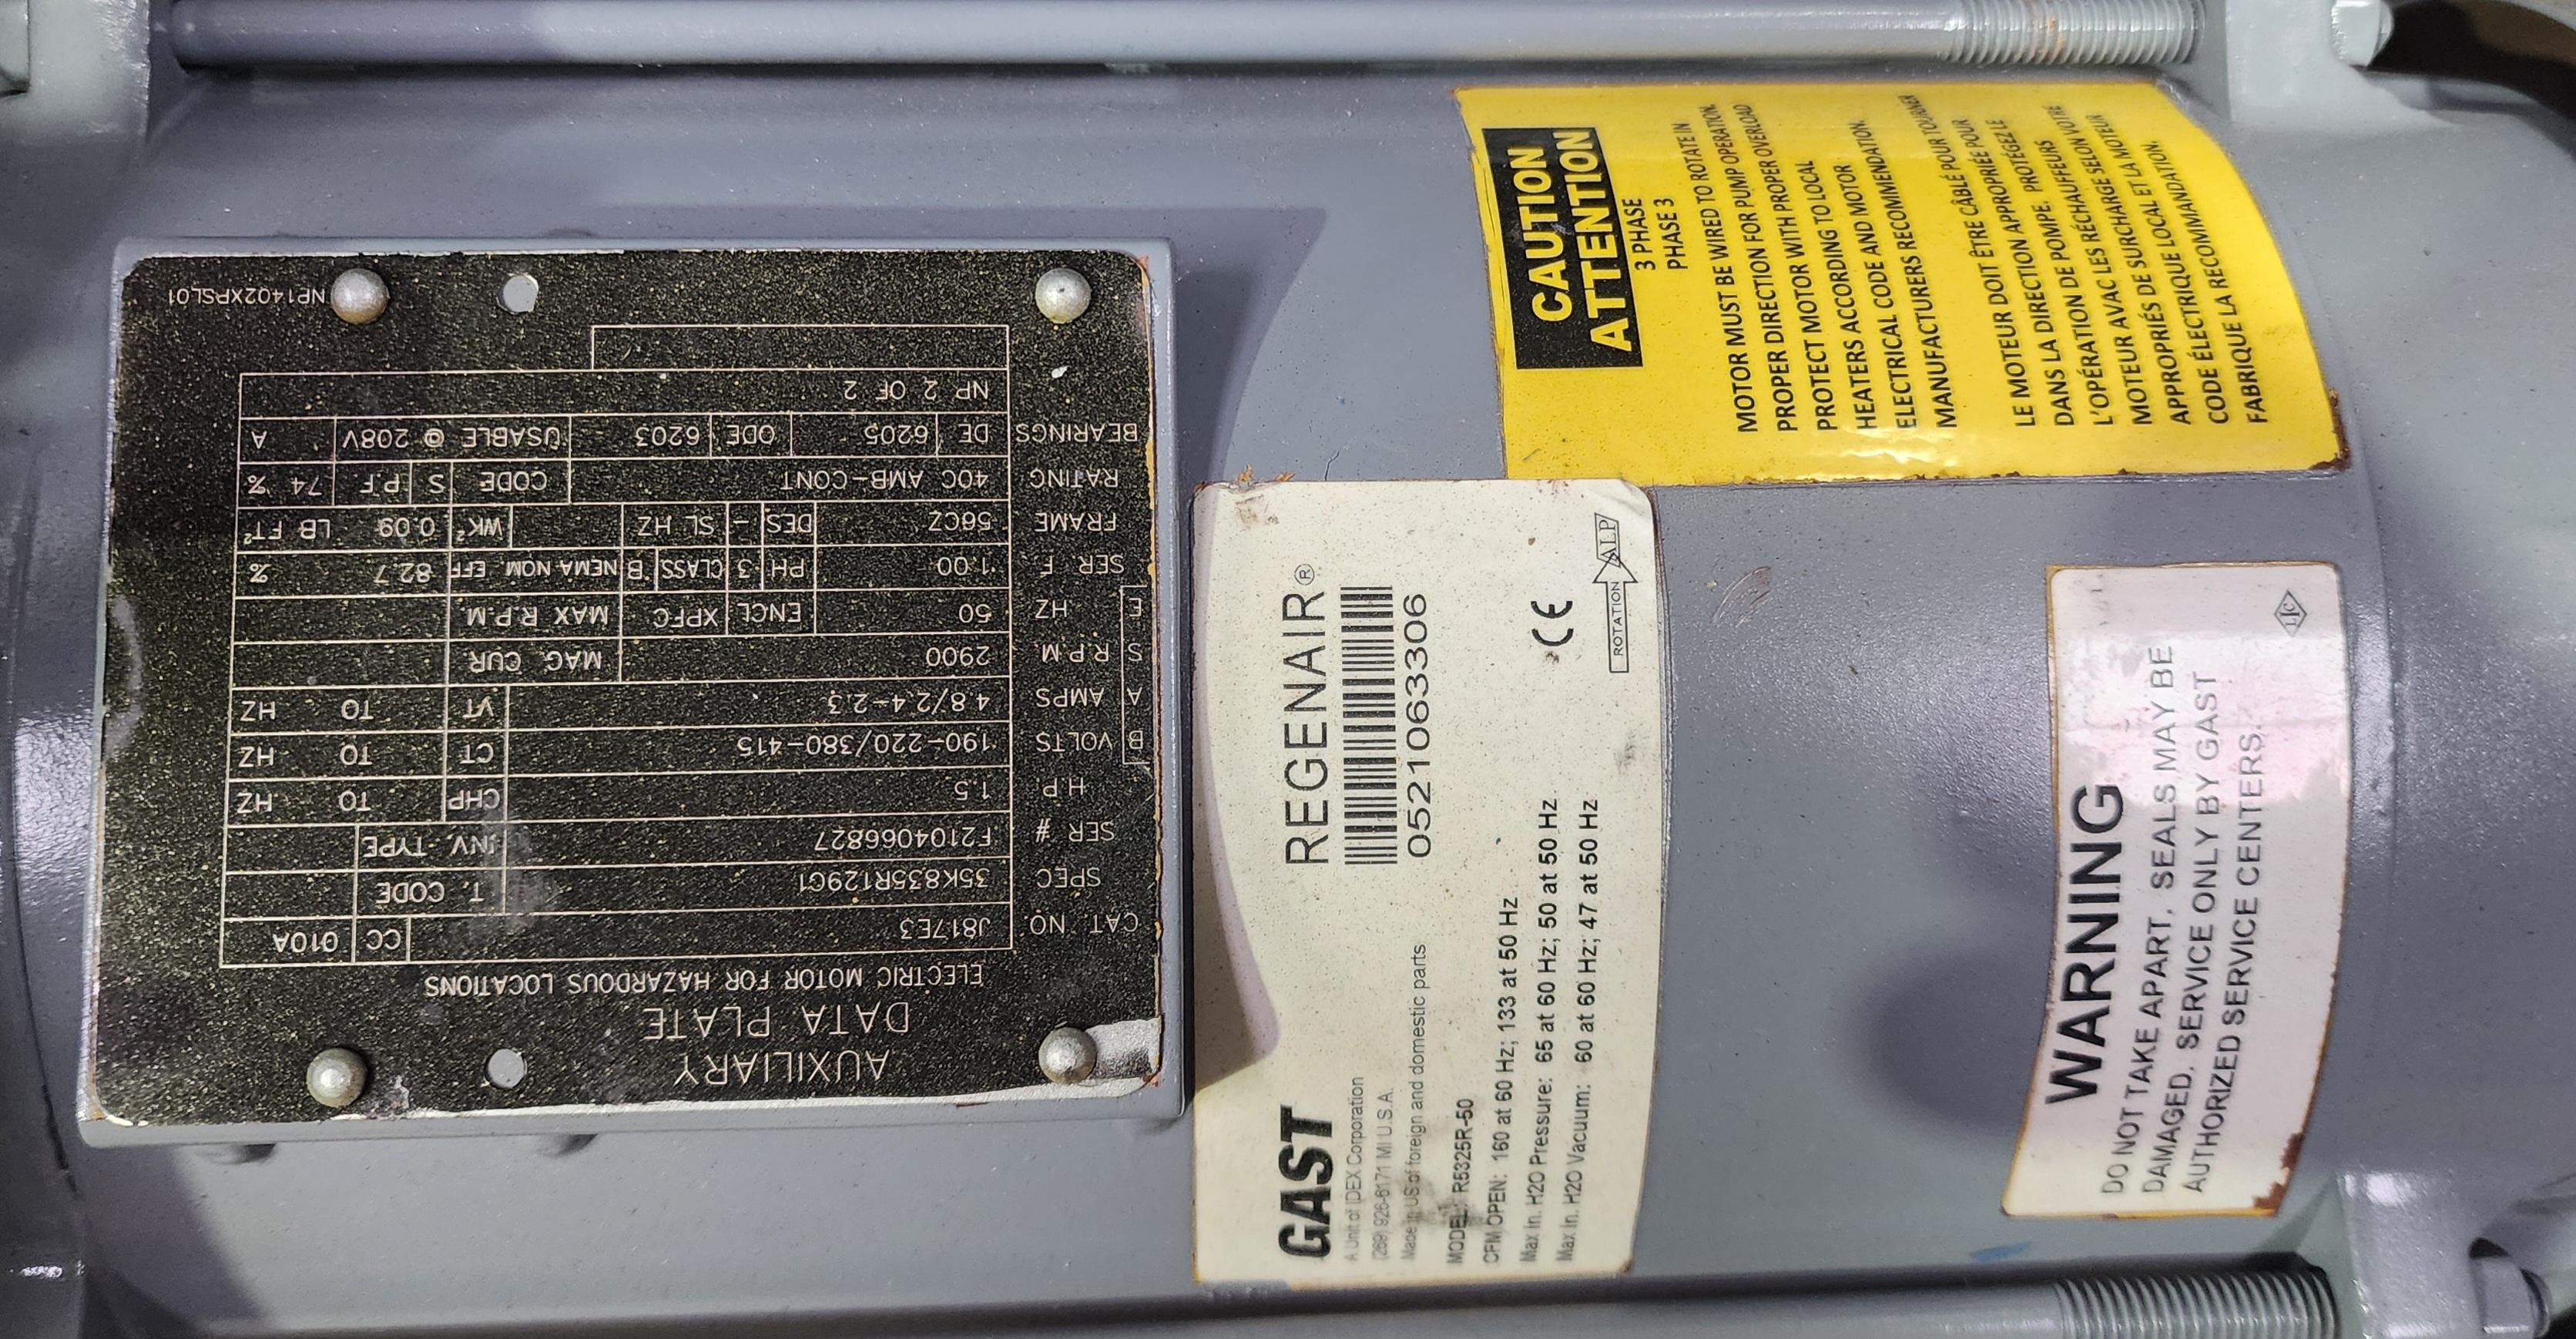 AUXILIARY
DATA PLATE
ELECTRIC MOTOR FOR HAZARDOUS LOCATIONS
CAT. NO. J817E3 CC 010A
SPEC 35K835R129G1 T. CODE
SER # F2104066827 INV. TYPE
H.P. 1.5 CHP TO HZ
B VOLTS 190-220/380-415 CT TO HZ
A AMPS 4.8/2.4-2.3 VT TO HZ
S R.P.M. 2900 MAG. CUR.
E HZ 50 ENCL XPFC MAX R.P.M.
SER. F. 1.00 PH 3 CLASS B NEMA NOM. EFF 82.7 %
FRAME 56CZ DES - SL HZ WK² 0.09 LB FT²
RATING 40C AMB-CONT CODE S P.F. 74 %
BEARINGS DE 6205 ODE 6203 USABLE @ 208V A
NP 2 OF 2
NP1402XPSL01
GAST REGENAIR®
A Unit of IDEX Corporation
(269) 926-6171 MI U.S.A.
Made in US of foreign and domestic parts
0521063306
MODEL: R5325R-50
CFM OPEN: 160 at 60 Hz; 133 at 50 Hz
Max in. H2O Pressure: 65 at 60 Hz; 50 at 50 Hz
Max in. H2O Vacuum: 60 at 60 Hz; 47 at 50 Hz
CE
ROTATION ALP
CAUTION
ATTENTION
3 PHASE
PHASE 3
MOTOR MUST BE WIRED TO ROTATE IN
PROPER DIRECTION FOR PUMP OPERATION.
PROTECT MOTOR WITH PROPER OVERLOAD
HEATERS ACCORDING TO LOCAL
ELECTRICAL CODE AND MOTOR
MANUFACTURERS RECOMMENDATION.
LE MOTEUR DOIT ÊTRE CÂBLÉ POUR TOURNER
DANS LA DIRECTION APPROPRIÉE POUR
L'OPÉRATION DE POMPE. PROTÉGEZ LE
MOTEUR AVAC LES RÉCHAUFFEURS
APPROPRIÉS DE SURCHARGE SELON VOTRE
CODE ÉLECTRIQUE LOCAL ET LA MOTEUR
FABRIQUE LA RECOMMANDATION.
WARNING
DO NOT TAKE APART. SEALS MAY BE
DAMAGED. SERVICE ONLY BY GAST
AUTHORIZED SERVICE CENTERS.